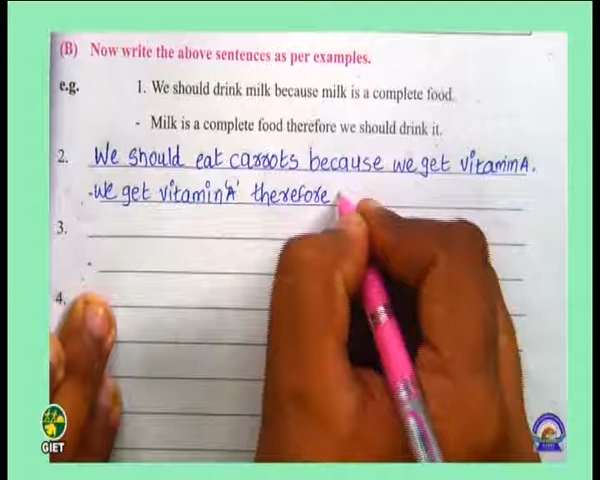 (B) Now write the above sentences as per examples.
e.g. 1. We should drink milk because milk is a complete food.
- Milk is a complete food therefore we should drink it.
2. We should eat carrots because we get vitamin A.
- we get vitamin 'A' therefore
3.
-
4.
GIET